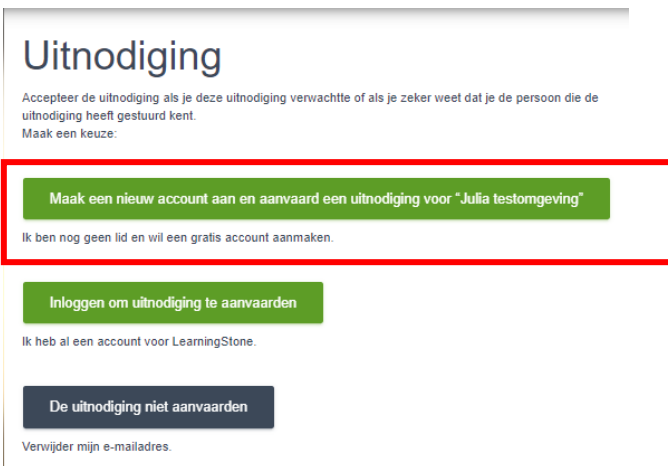 Uitnodiging
Accepteer de uitnodiging als je deze uitnodiging verwachtte of als je zeker weet dat je de persoon die de
uitnodiging heeft gestuurd kent.
Maak een keuze:
Maak een nieuw account aan en aanvaard een uitnodiging voor “Julia testomgeving”
Ik ben nog geen lid en wil een gratis account aanmaken.
Inloggen om uitnodiging te aanvaarden
Ik heb al een account voor LearningStone.
De uitnodiging niet aanvaarden
Verwijder mijn e-mailadres.